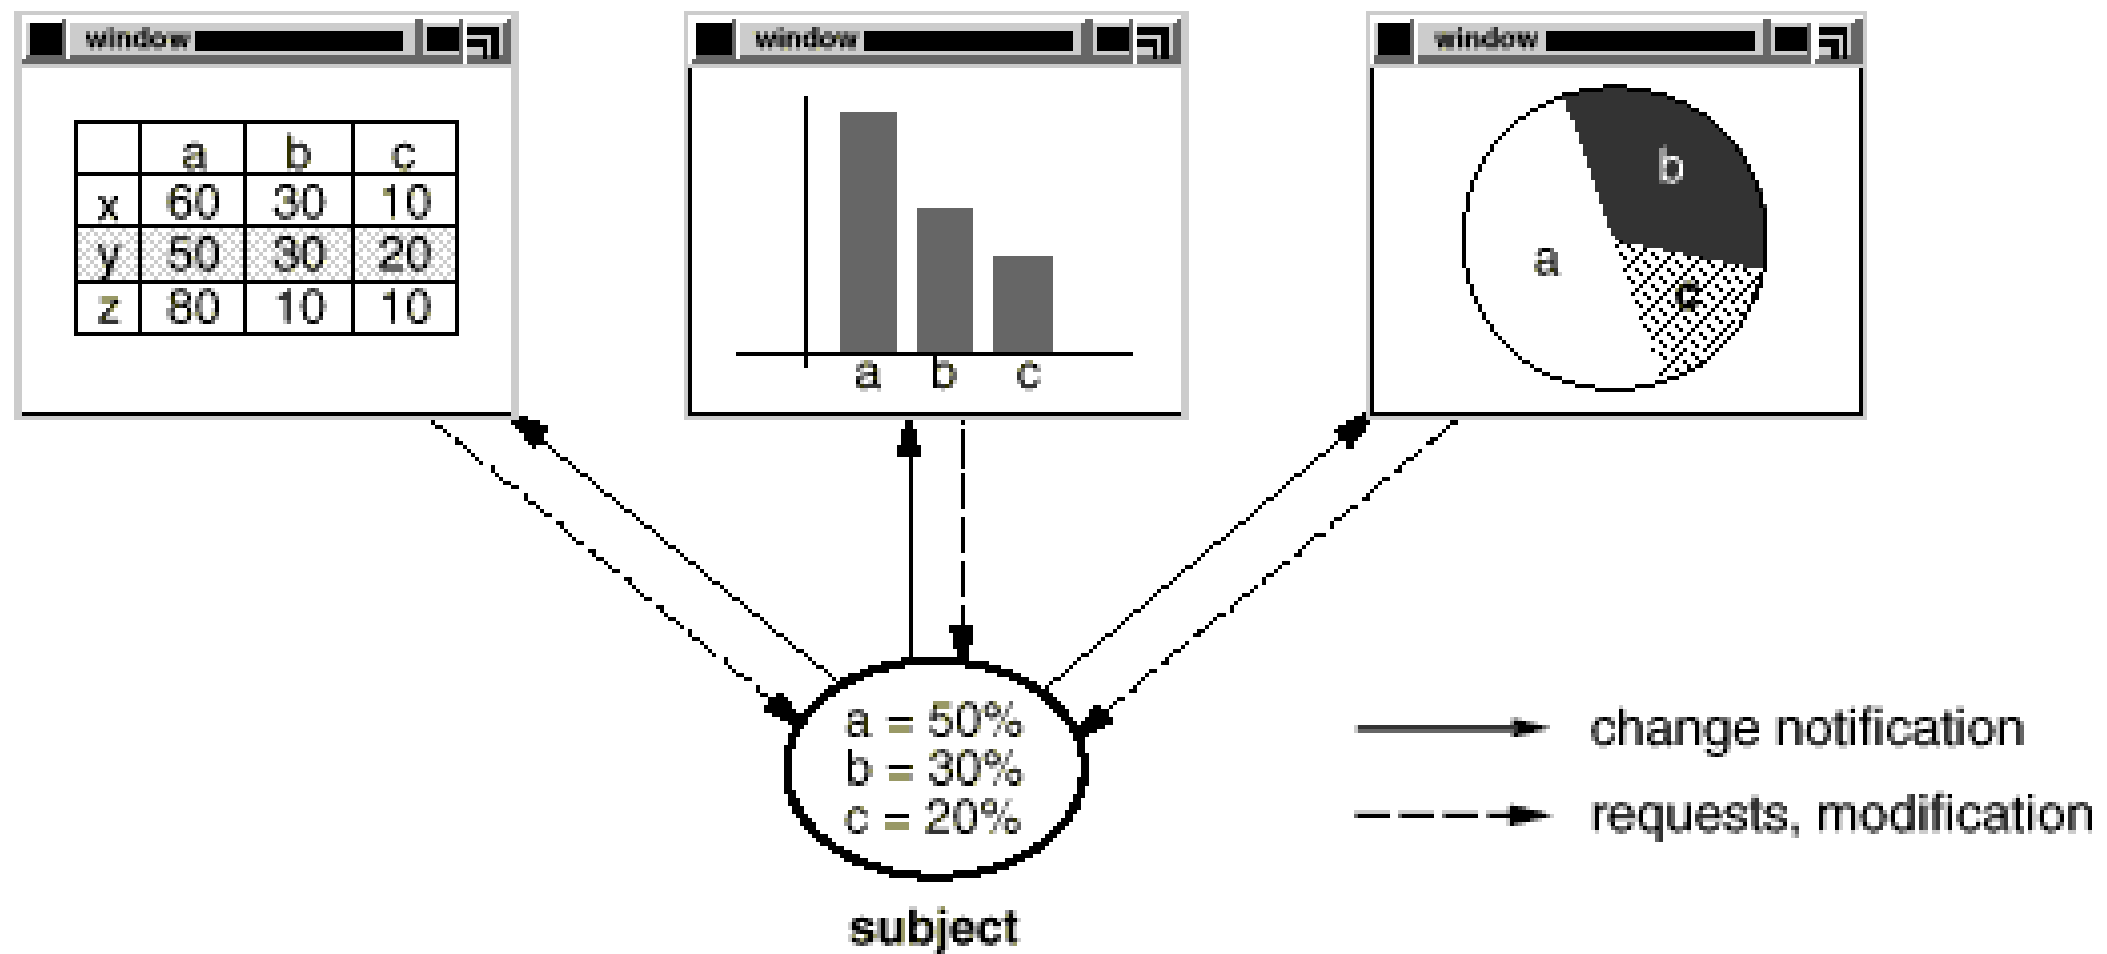 window
a b c
x 60 30 10
y 50 30 20
z 80 10 10
window
a b c
window
b
a
c
a = 50%
b = 30%
c = 20%
subject
change notification
requests, modification